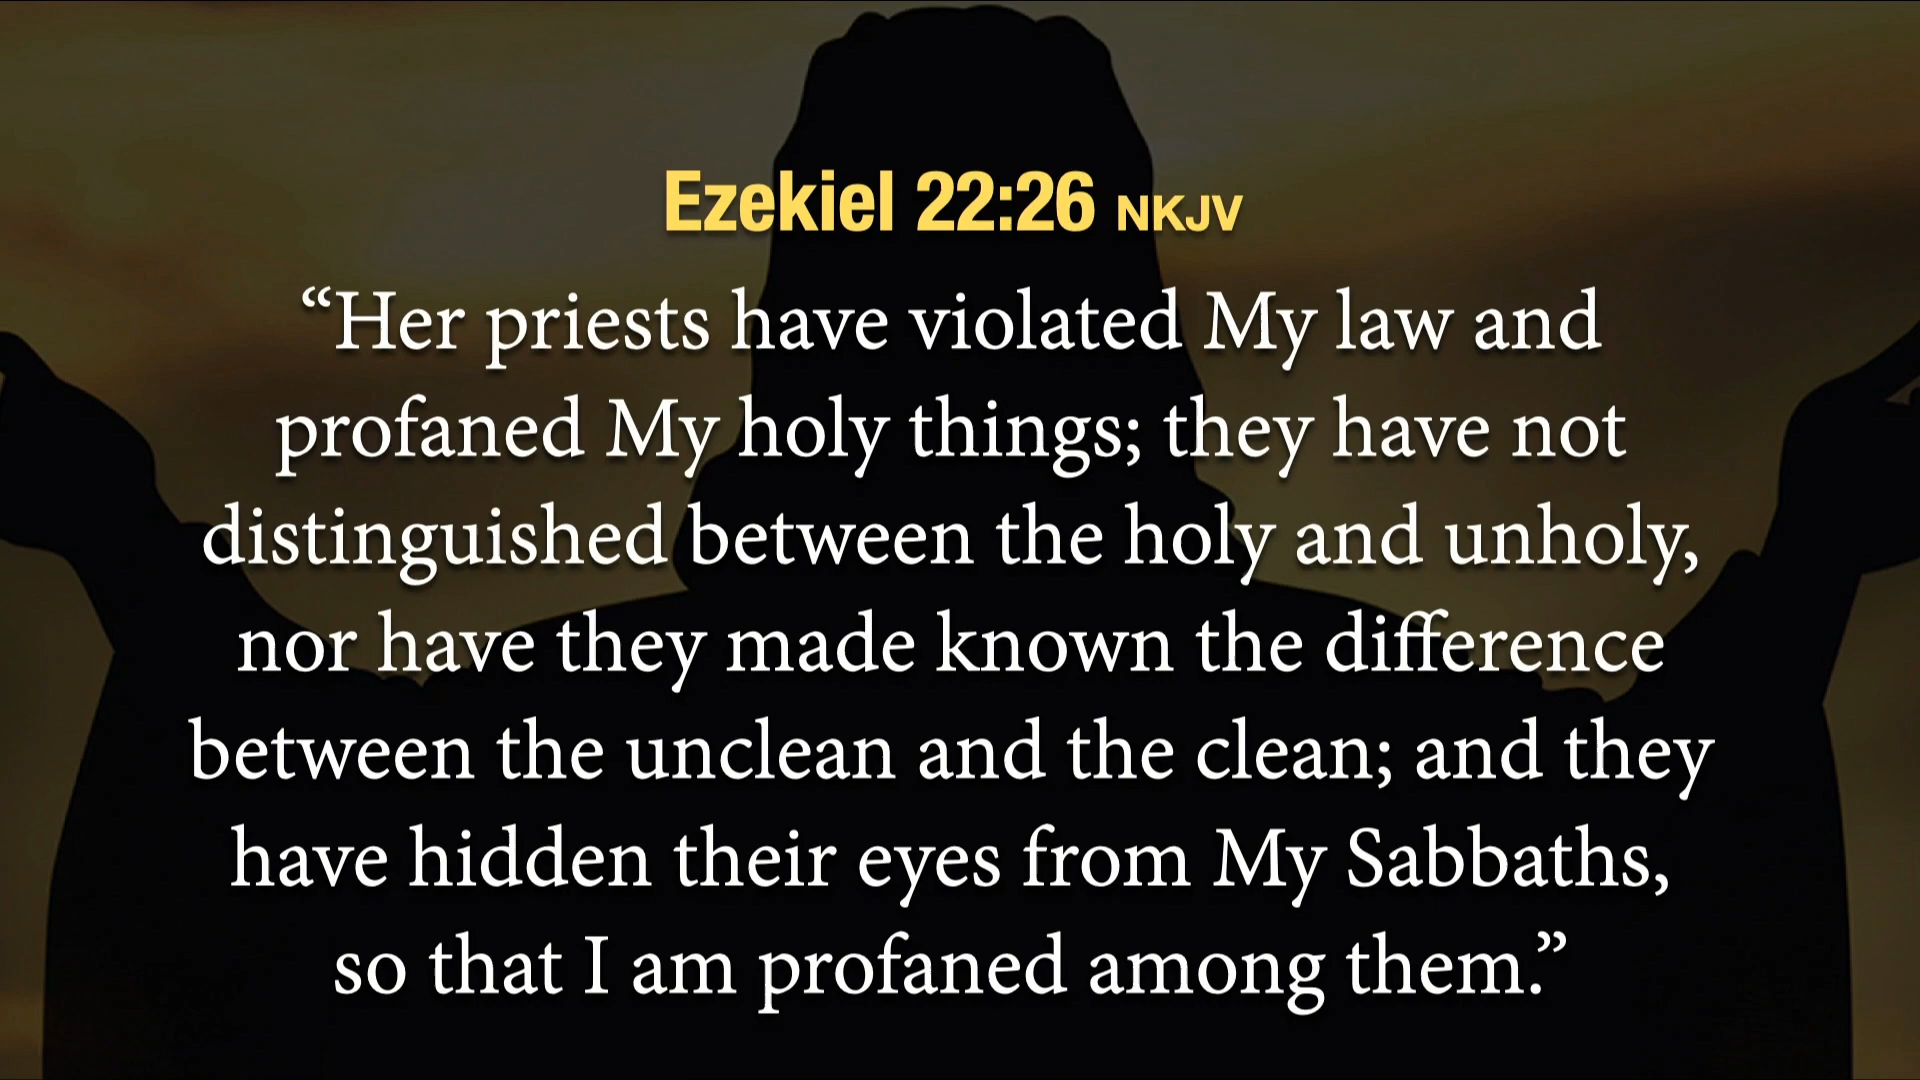 Ezekiel 22:26 NKJV
“Her priests have violated My law and
profaned My holy things; they have not
distinguished between the holy and unholy,
nor have they made known the difference
between the unclean and the clean; and they
have hidden their eyes from My Sabbaths,
so that I am profaned among them.”